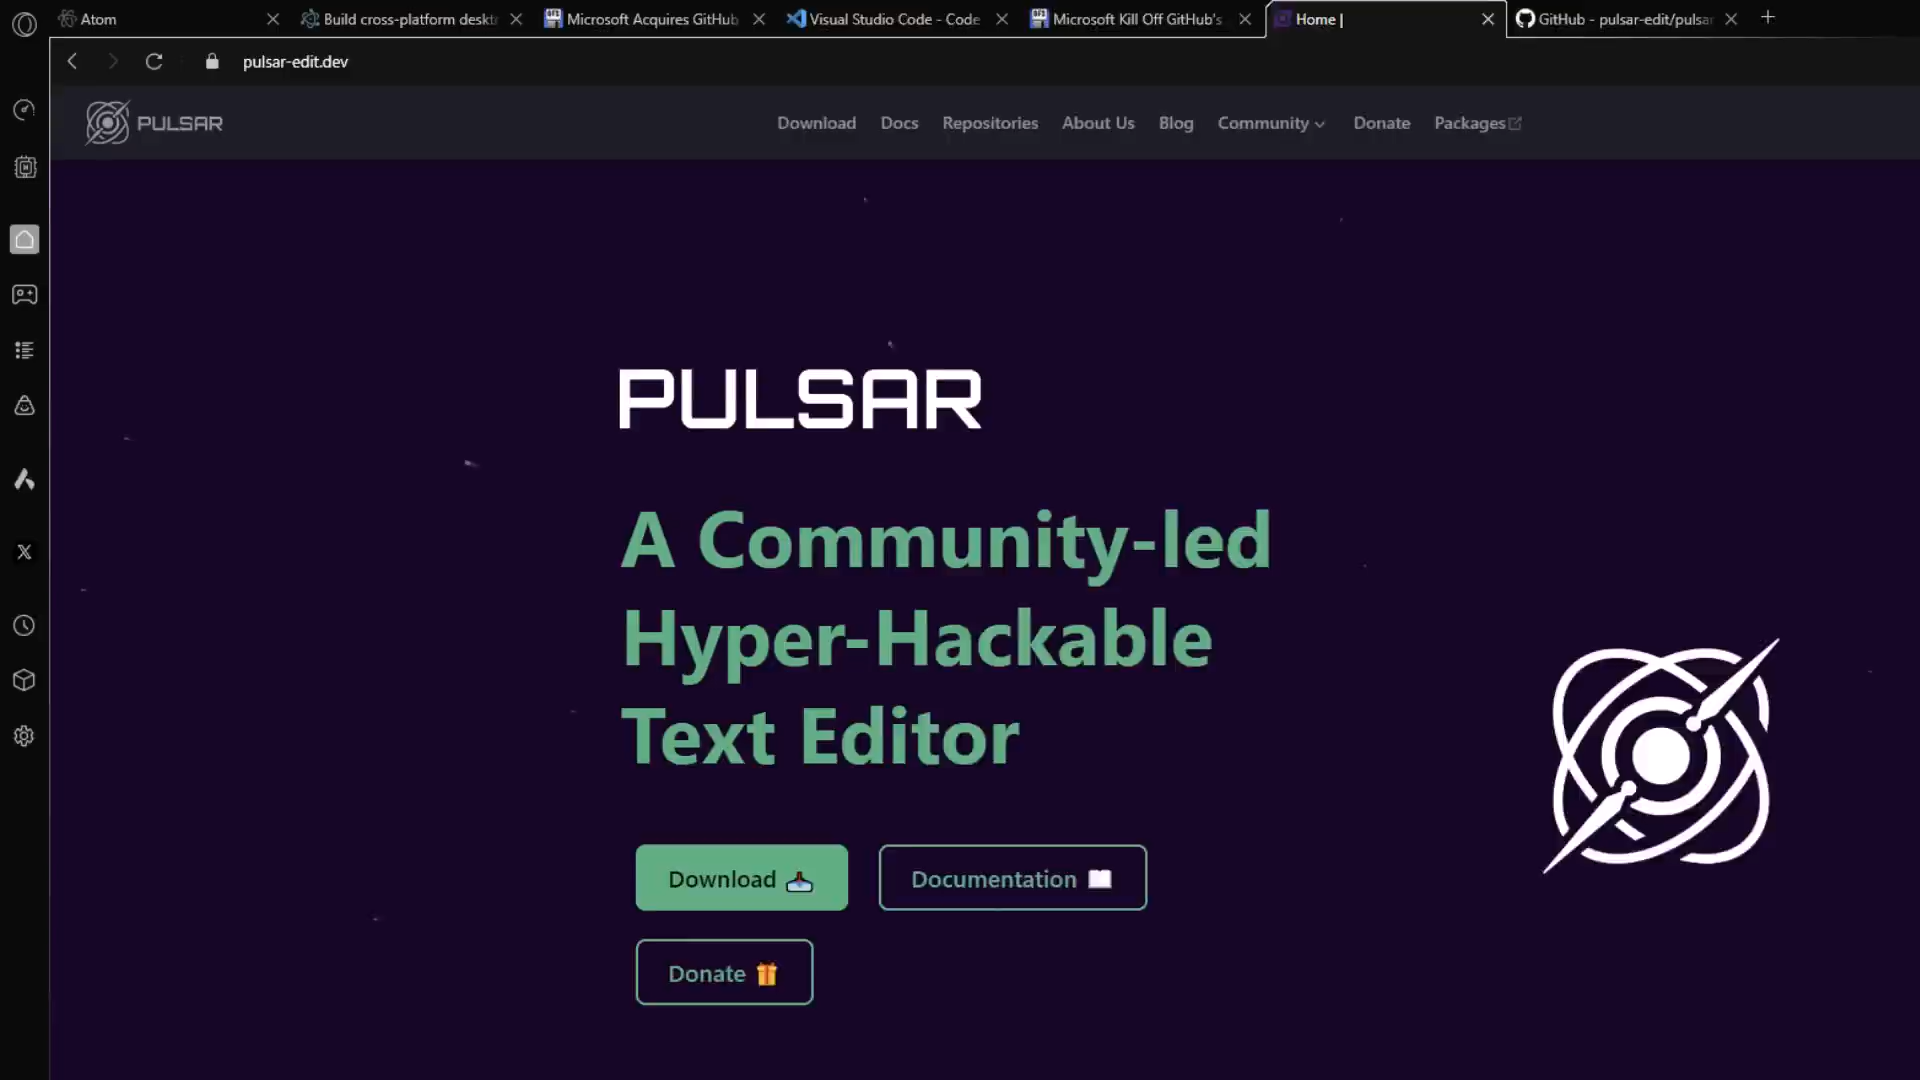 Atom
Build cross-platform deskt
Microsoft Acquires GitHub
Visual Studio Code - Code
Microsoft Kill Off GitHub's
Home |
GitHub - pulsar-edit/pulsar
pulsar-edit.dev
PULSAR
Download
Docs
Repositories
About Us
Blog
Community
Donate
Packages
PULSAR
A Community-led
Hyper-Hackable
Text Editor
Download
Documentation
Donate